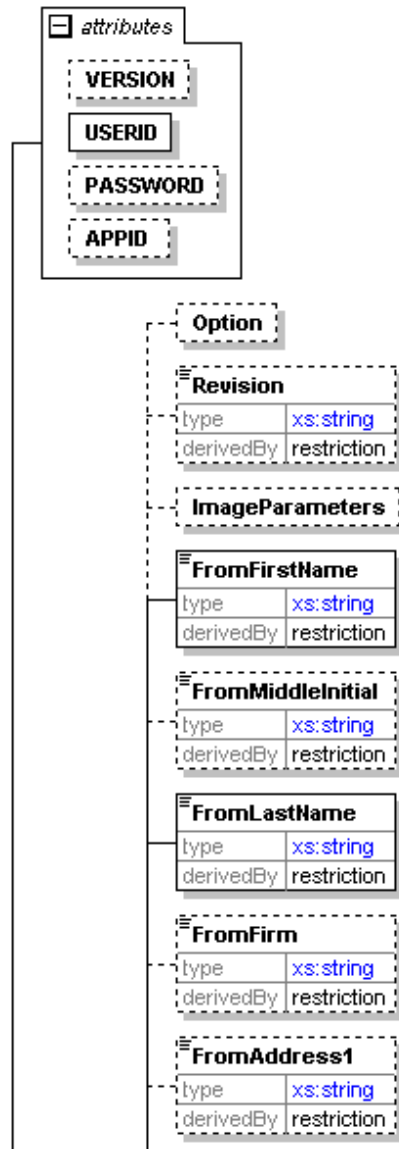 attributes
VERSION
USERID
PASSWORD
APPID
Option
Revision
type xs:string
derivedBy restriction
ImageParameters
FromFirstName
type xs:string
derivedBy restriction
FromMiddleInitial
type xs:string
derivedBy restriction
FromLastName
type xs:string
derivedBy restriction
FromFirm
type xs:string
derivedBy restriction
FromAddress1
type xs:string
derivedBy restriction